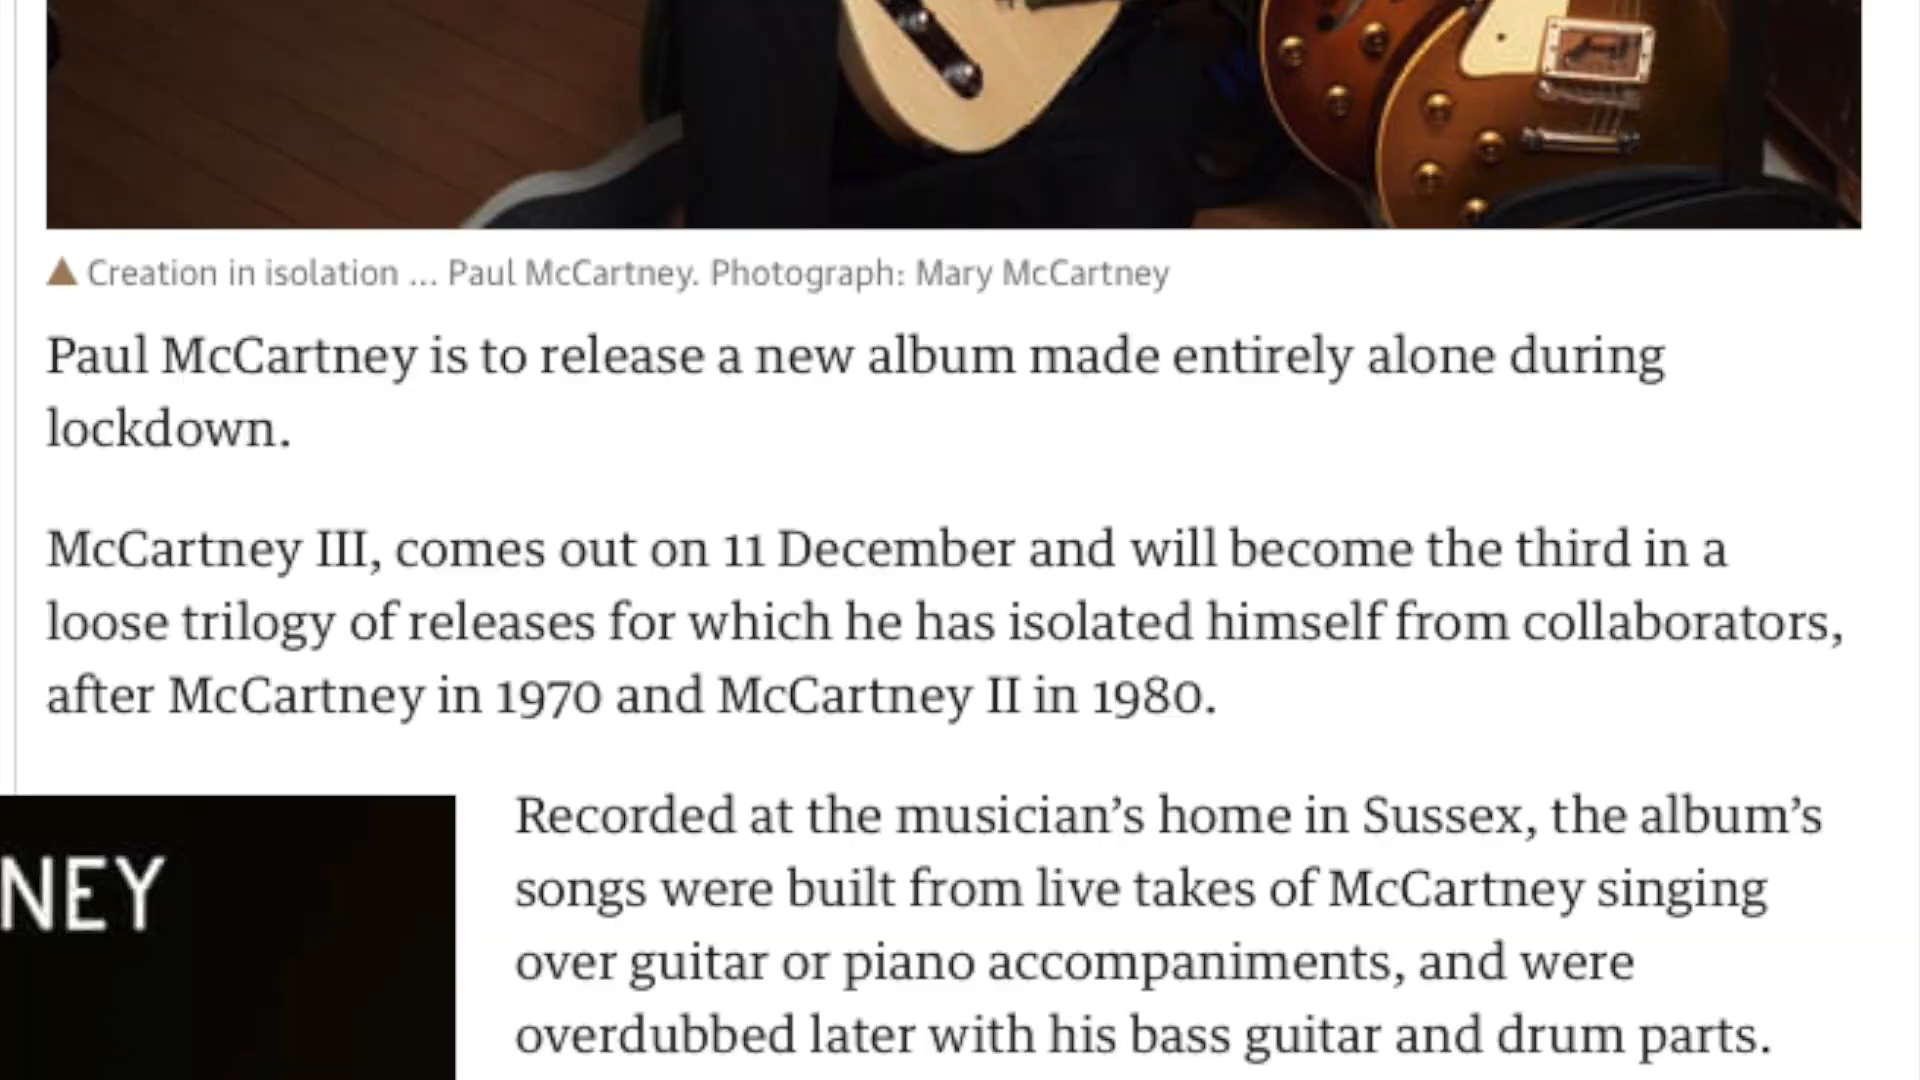 Creation in isolation ... Paul McCartney. Photograph: Mary McCartney
Paul McCartney is to release a new album made entirely alone during
lockdown.
McCartney III, comes out on 11 December and will become the third in a
loose trilogy of releases for which he has isolated himself from collaborators,
after McCartney in 1970 and McCartney II in 1980.
NEY
Recorded at the musician’s home in Sussex, the album’s
songs were built from live takes of McCartney singing
over guitar or piano accompaniments, and were
overdubbed later with his bass guitar and drum parts.